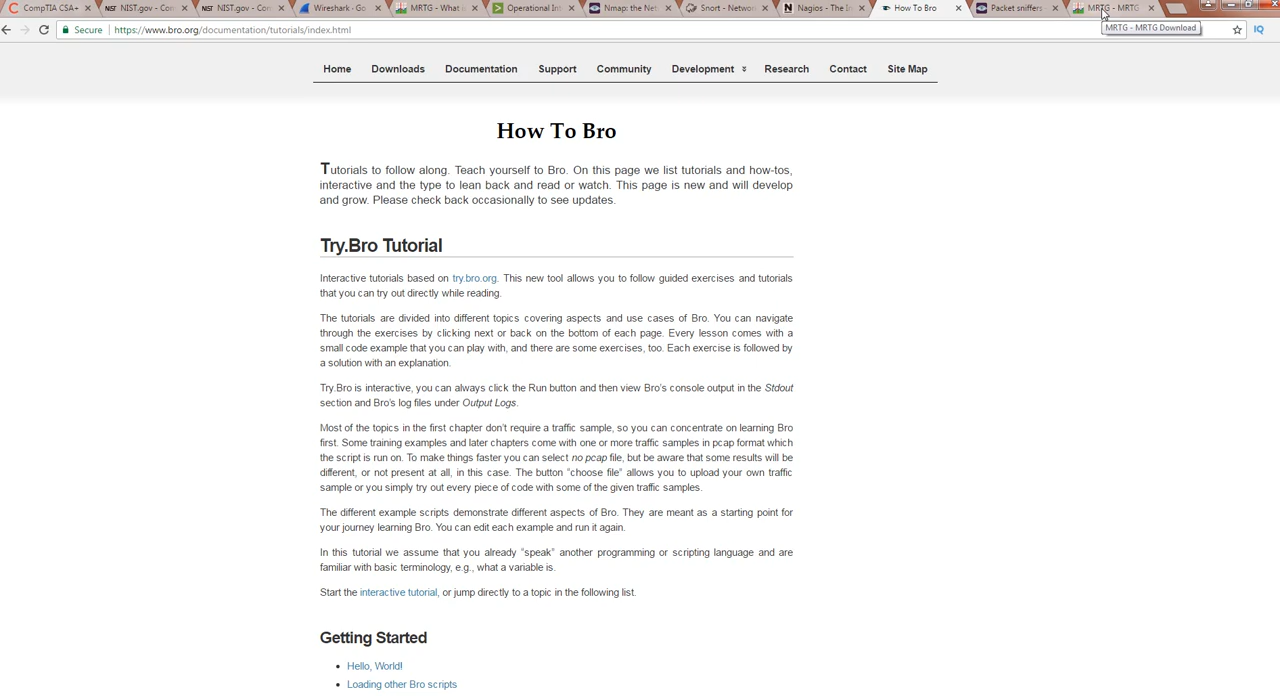 CompTIA CSA+
NIST.gov - Con
NIST.gov - Con
Wireshark - Go
MRTG - What i
Operational Int
Nmap: the Net
Snort - Networ
Nagios - The In
How To Bro
Packet sniffers
MRTG - MRTG
Secure
https://www.bro.org/documentation/tutorials/index.html
MRTG - MRTG Download
IQ
Home Downloads Documentation Support Community Development Research Contact Site Map
How To Bro
Tutorials to follow along. Teach yourself to Bro. On this page we list tutorials and how-tos,
interactive and the type to lean back and read or watch. This page is new and will develop
and grow. Please check back occasionally to see updates.
Try.Bro Tutorial
Interactive tutorials based on try.bro.org. This new tool allows you to follow guided exercises and tutorials
that you can try out directly while reading.
The tutorials are divided into different topics covering aspects and use cases of Bro. You can navigate
through the exercises by clicking next or back on the bottom of each page. Every lesson comes with a
small code example that you can play with, and there are some exercises, too. Each exercise is followed by
a solution with an explanation.
Try.Bro is interactive, you can always click the Run button and then view Bro's console output in the Stdout
section and Bro's log files under Output Logs.
Most of the topics in the first chapter don't require a traffic sample, so you can concentrate on learning Bro
first. Some training examples and later chapters come with one or more traffic samples in pcap format which
the script is run on. To make things faster you can select no pcap file, but be aware that some results will be
different, or not present at all, in this case. The button “choose file” allows you to upload your own traffic
sample or you simply try out every piece of code with some of the given traffic samples.
The different example scripts demonstrate different aspects of Bro. They are meant as a starting point for
your journey learning Bro. You can edit each example and run it again.
In this tutorial we assume that you already “speak” another programming or scripting language and are
familiar with basic terminology, e.g., what a variable is.
Start the interactive tutorial, or jump directly to a topic in the following list.
Getting Started
• Hello, World!
• Loading other Bro scripts